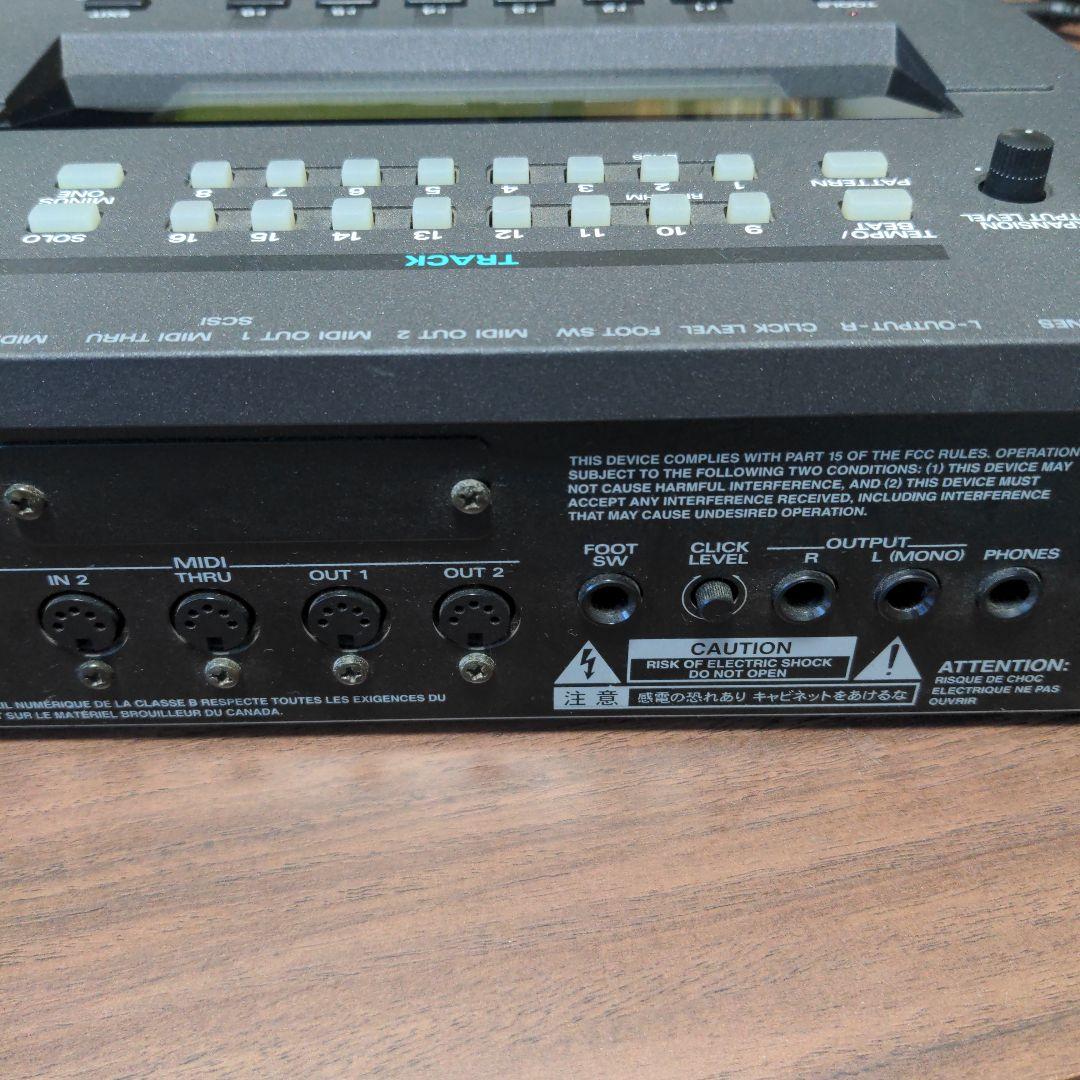 EXIT
F1
TOOLS
MINUS
ONE
8
7
6
5
4
3
2
1
PATTERN
SOLO
16
15
14
13
12
11
10
9
TEMPO/
BEAT
OUTPUT LEVEL
TRACK
MIDI THRU
MIDI OUT 1
SCSI
MIDI OUT 2
FOOT SW
CLICK LEVEL
L-OUTPUT-R
THIS DEVICE COMPLIES WITH PART 15 OF THE FCC RULES. OPERATION
SUBJECT TO THE FOLLOWING TWO CONDITIONS: (1) THIS DEVICE MAY
NOT CAUSE HARMFUL INTERFERENCE, AND (2) THIS DEVICE MUST
ACCEPT ANY INTERFERENCE RECEIVED, INCLUDING INTERFERENCE
THAT MAY CAUSE UNDESIRED OPERATION.
MIDI
IN 2
THRU
OUT 1
OUT 2
FOOT
SW
CLICK
LEVEL
OUTPUT
R
L (MONO)
PHONES
CAUTION
RISK OF ELECTRIC SHOCK
DO NOT OPEN
注意
感電の恐れあり キャビネットをあけるな
ATTENTION:
RISQUE DE CHOC
ELECTRIQUE NE PAS
OUVRIR
NUMÉRIQUE DE LA CLASSE B RESPECTE TOUTES LES EXIGENCES DU
SUR LE MATÉRIEL BROUILLEUR DU CANADA.